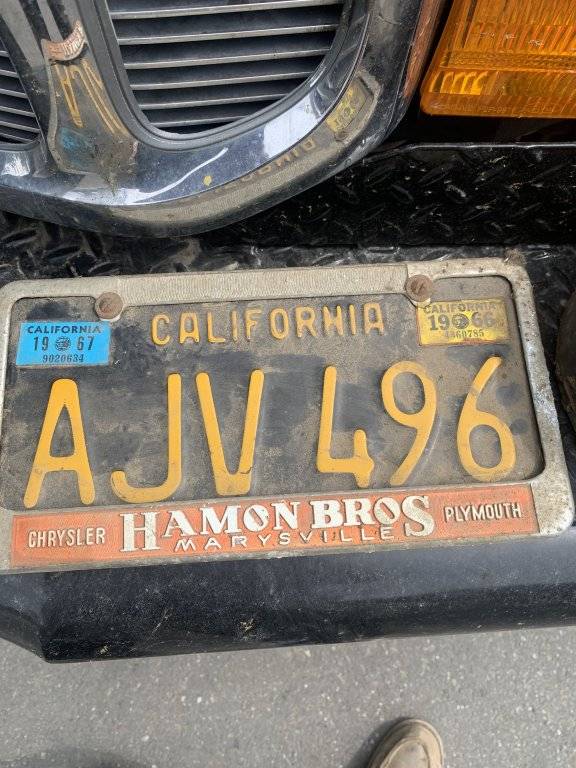 CALIFORNIA
19 67
9020634
CALIFORNIA
CALIFORNIA
19 66
AJV 496
CHRYSLER HAMON BROS PLYMOUTH
MARYSVILLE